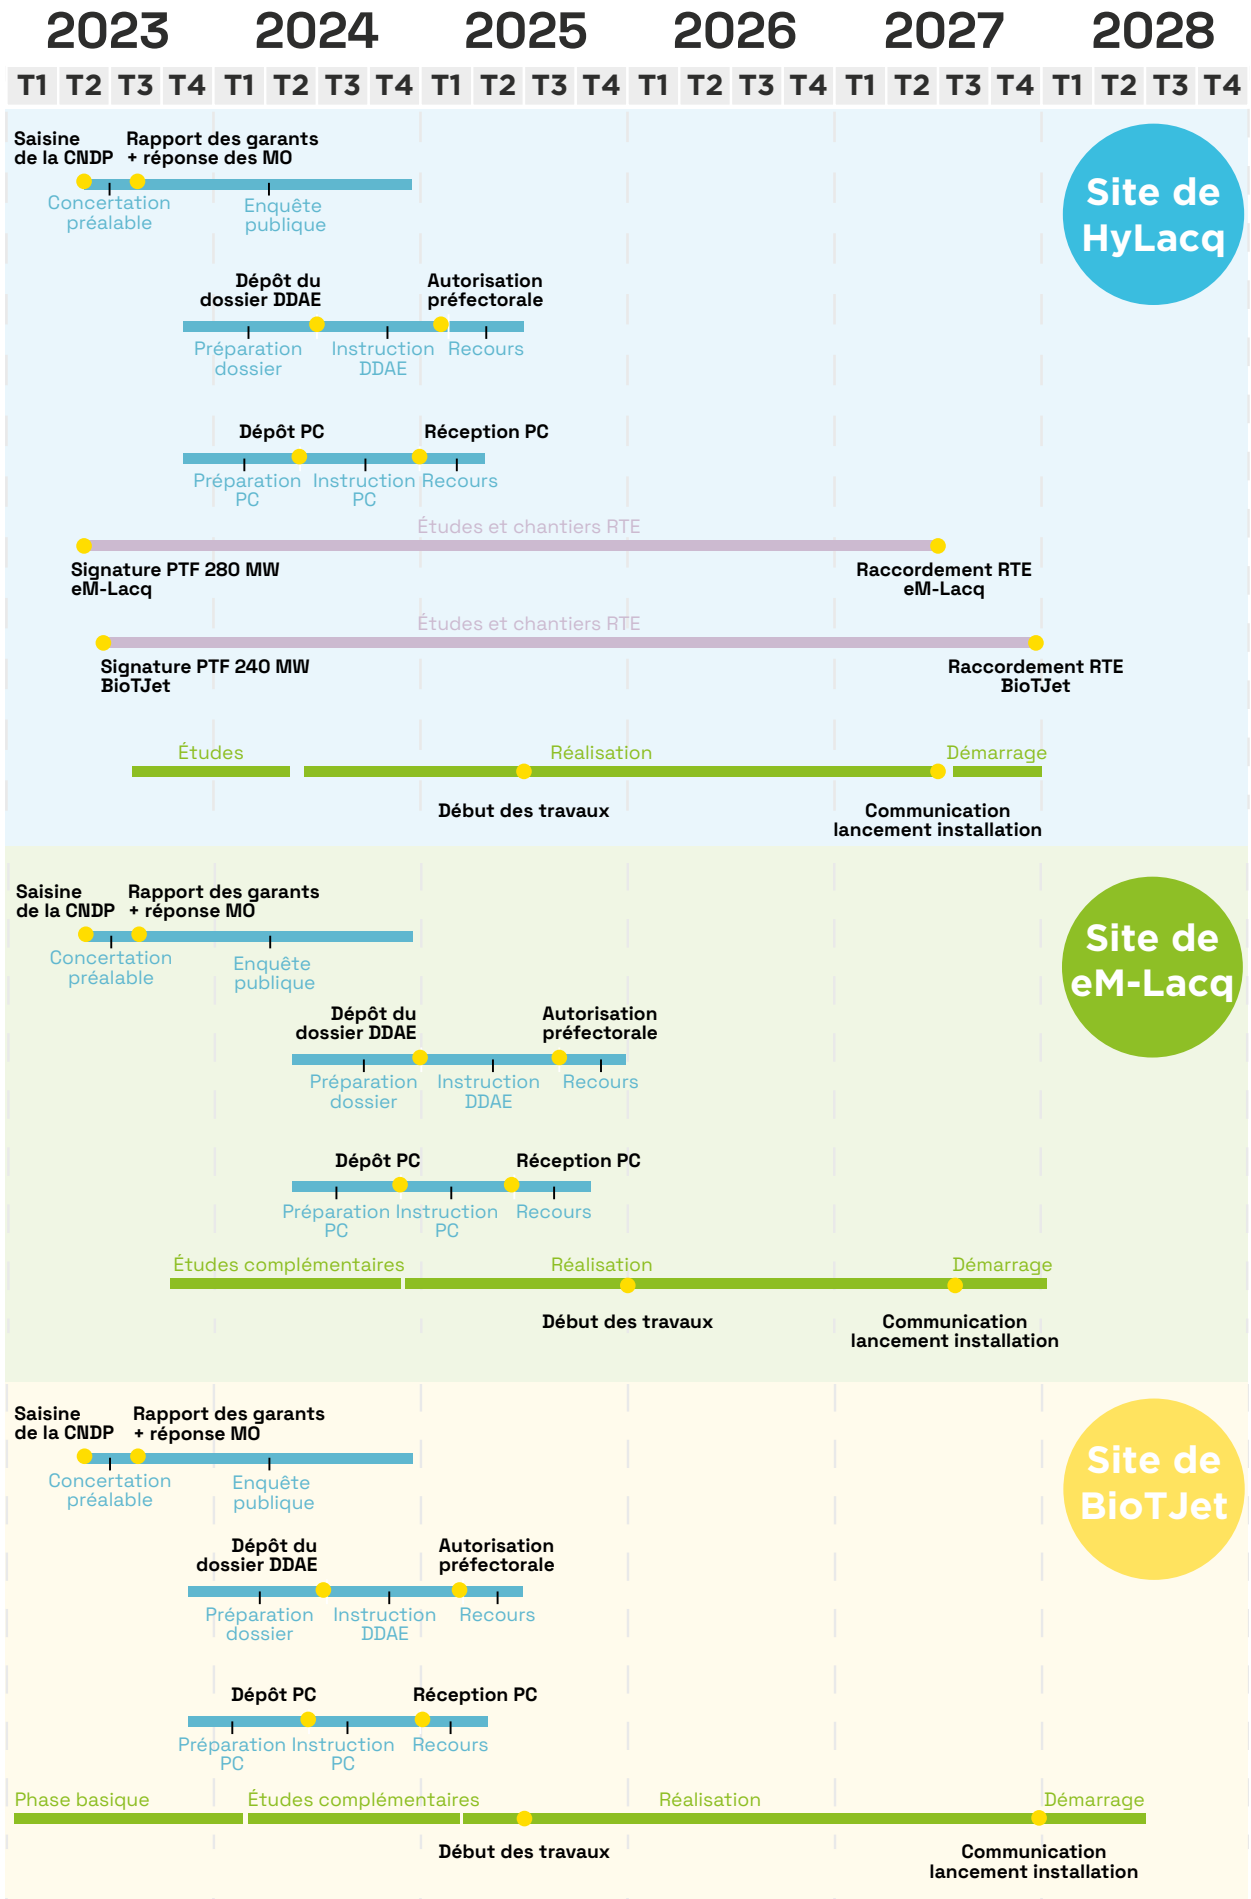 2023 2024 2025 2026 2027 2028
T1 T2 T3 T4 T1 T2 T3 T4 T1 T2 T3 T4 T1 T2 T3 T4 T1 T2 T3 T4 T1 T2 T3 T4
Saisine
de la CNDP
Rapport des garants
+ réponse des MO
Concertation
préalable
Enquête
publique
Site de
HyLacq
Dépôt du
dossier DDAE
Autorisation
préfectorale
Préparation
dossier
Instruction
DDAE
Recours
Dépôt PC
Réception PC
Préparation
PC
Instruction
PC
Recours
Études et chantiers RTE
Signature PTF 280 MW
eM-Lacq
Raccordement RTE
eM-Lacq
Études et chantiers RTE
Signature PTF 240 MW
BioTJet
Raccordement RTE
BioTJet
Études
Réalisation
Démarrage
Début des travaux
Communication
lancement installation
Saisine
de la CNDP
Rapport des garants
+ réponse MO
Concertation
préalable
Enquête
publique
Site de
eM-Lacq
Dépôt du
dossier DDAE
Autorisation
préfectorale
Préparation
dossier
Instruction
DDAE
Recours
Dépôt PC
Réception PC
Préparation
PC
Instruction
PC
Recours
Études complémentaires
Réalisation
Démarrage
Début des travaux
Communication
lancement installation
Saisine
de la CNDP
Rapport des garants
+ réponse MO
Concertation
préalable
Enquête
publique
Site de
BioTJet
Dépôt du
dossier DDAE
Autorisation
préfectorale
Préparation
dossier
Instruction
DDAE
Recours
Dépôt PC
Réception PC
Préparation
PC
Instruction
PC
Recours
Phase basique
Études complémentaires
Réalisation
Démarrage
Début des travaux
Communication
lancement installation